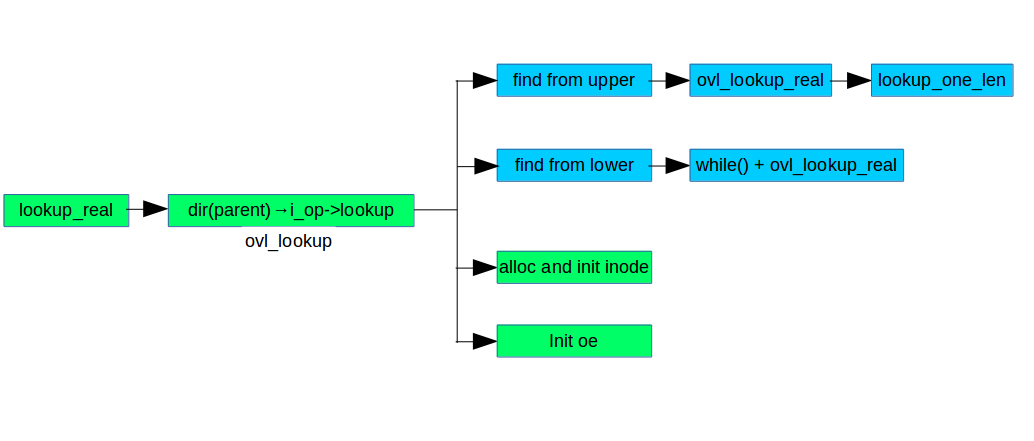 find from upper
ovl_lookup_real
lookup_one_len
find from lower
while() + ovl_lookup_real
lookup_real
dir(parent)→i_op->lookup
ovl_lookup
alloc and init inode
Init oe